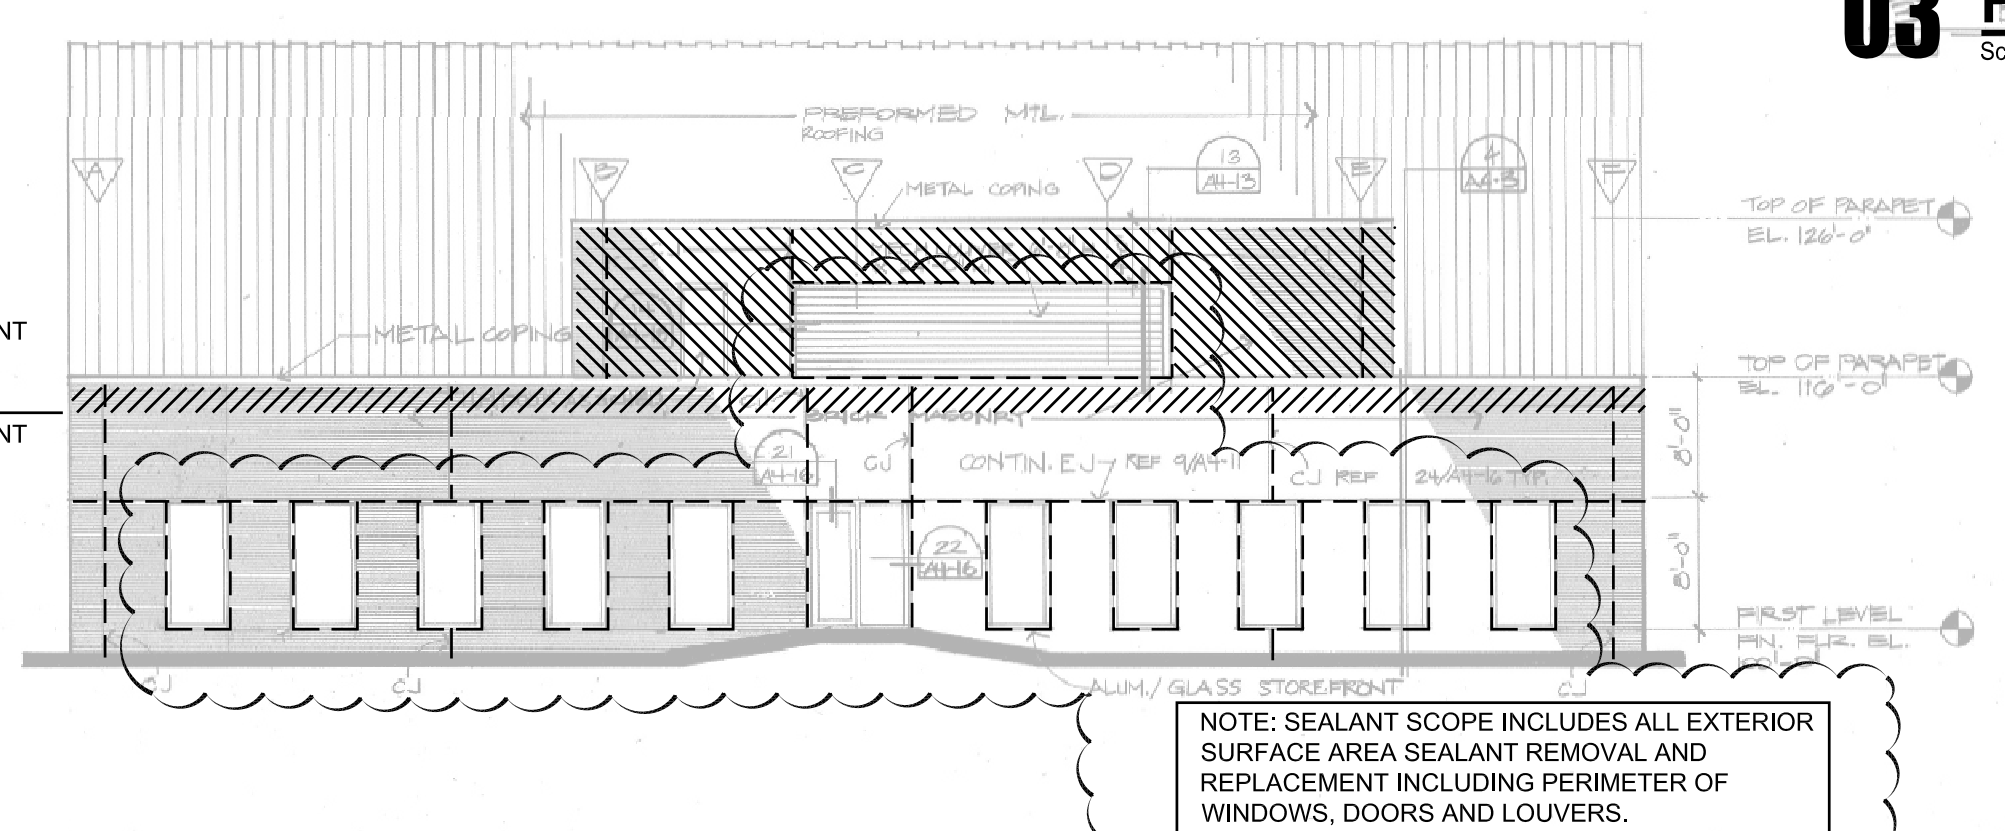 03
Sc
PREFORMED MTL.
ROOFING
A
B
C
D
E
F
13
A4-13
4
A4-3
METAL COPING
TOP OF PARAPET
EL. 126'-0"
CJ
METAL COPING
NT
TOP OF PARAPET
EL. 116'-0"
NT
BRICK MASONRY
21
A4-16
CJ
CONTIN. EJ
REF 9/A4-11
CJ REF
24/A4-16 TYP.
8'-0"
22
A4-16
8'-0"
FIRST LEVEL
FIN. FLR. EL.
100'-0"
CJ
CJ
ALUM./GLASS STOREFRONT
CJ
NOTE: SEALANT SCOPE INCLUDES ALL EXTERIOR
SURFACE AREA SEALANT REMOVAL AND
REPLACEMENT INCLUDING PERIMETER OF
WINDOWS, DOORS AND LOUVERS.